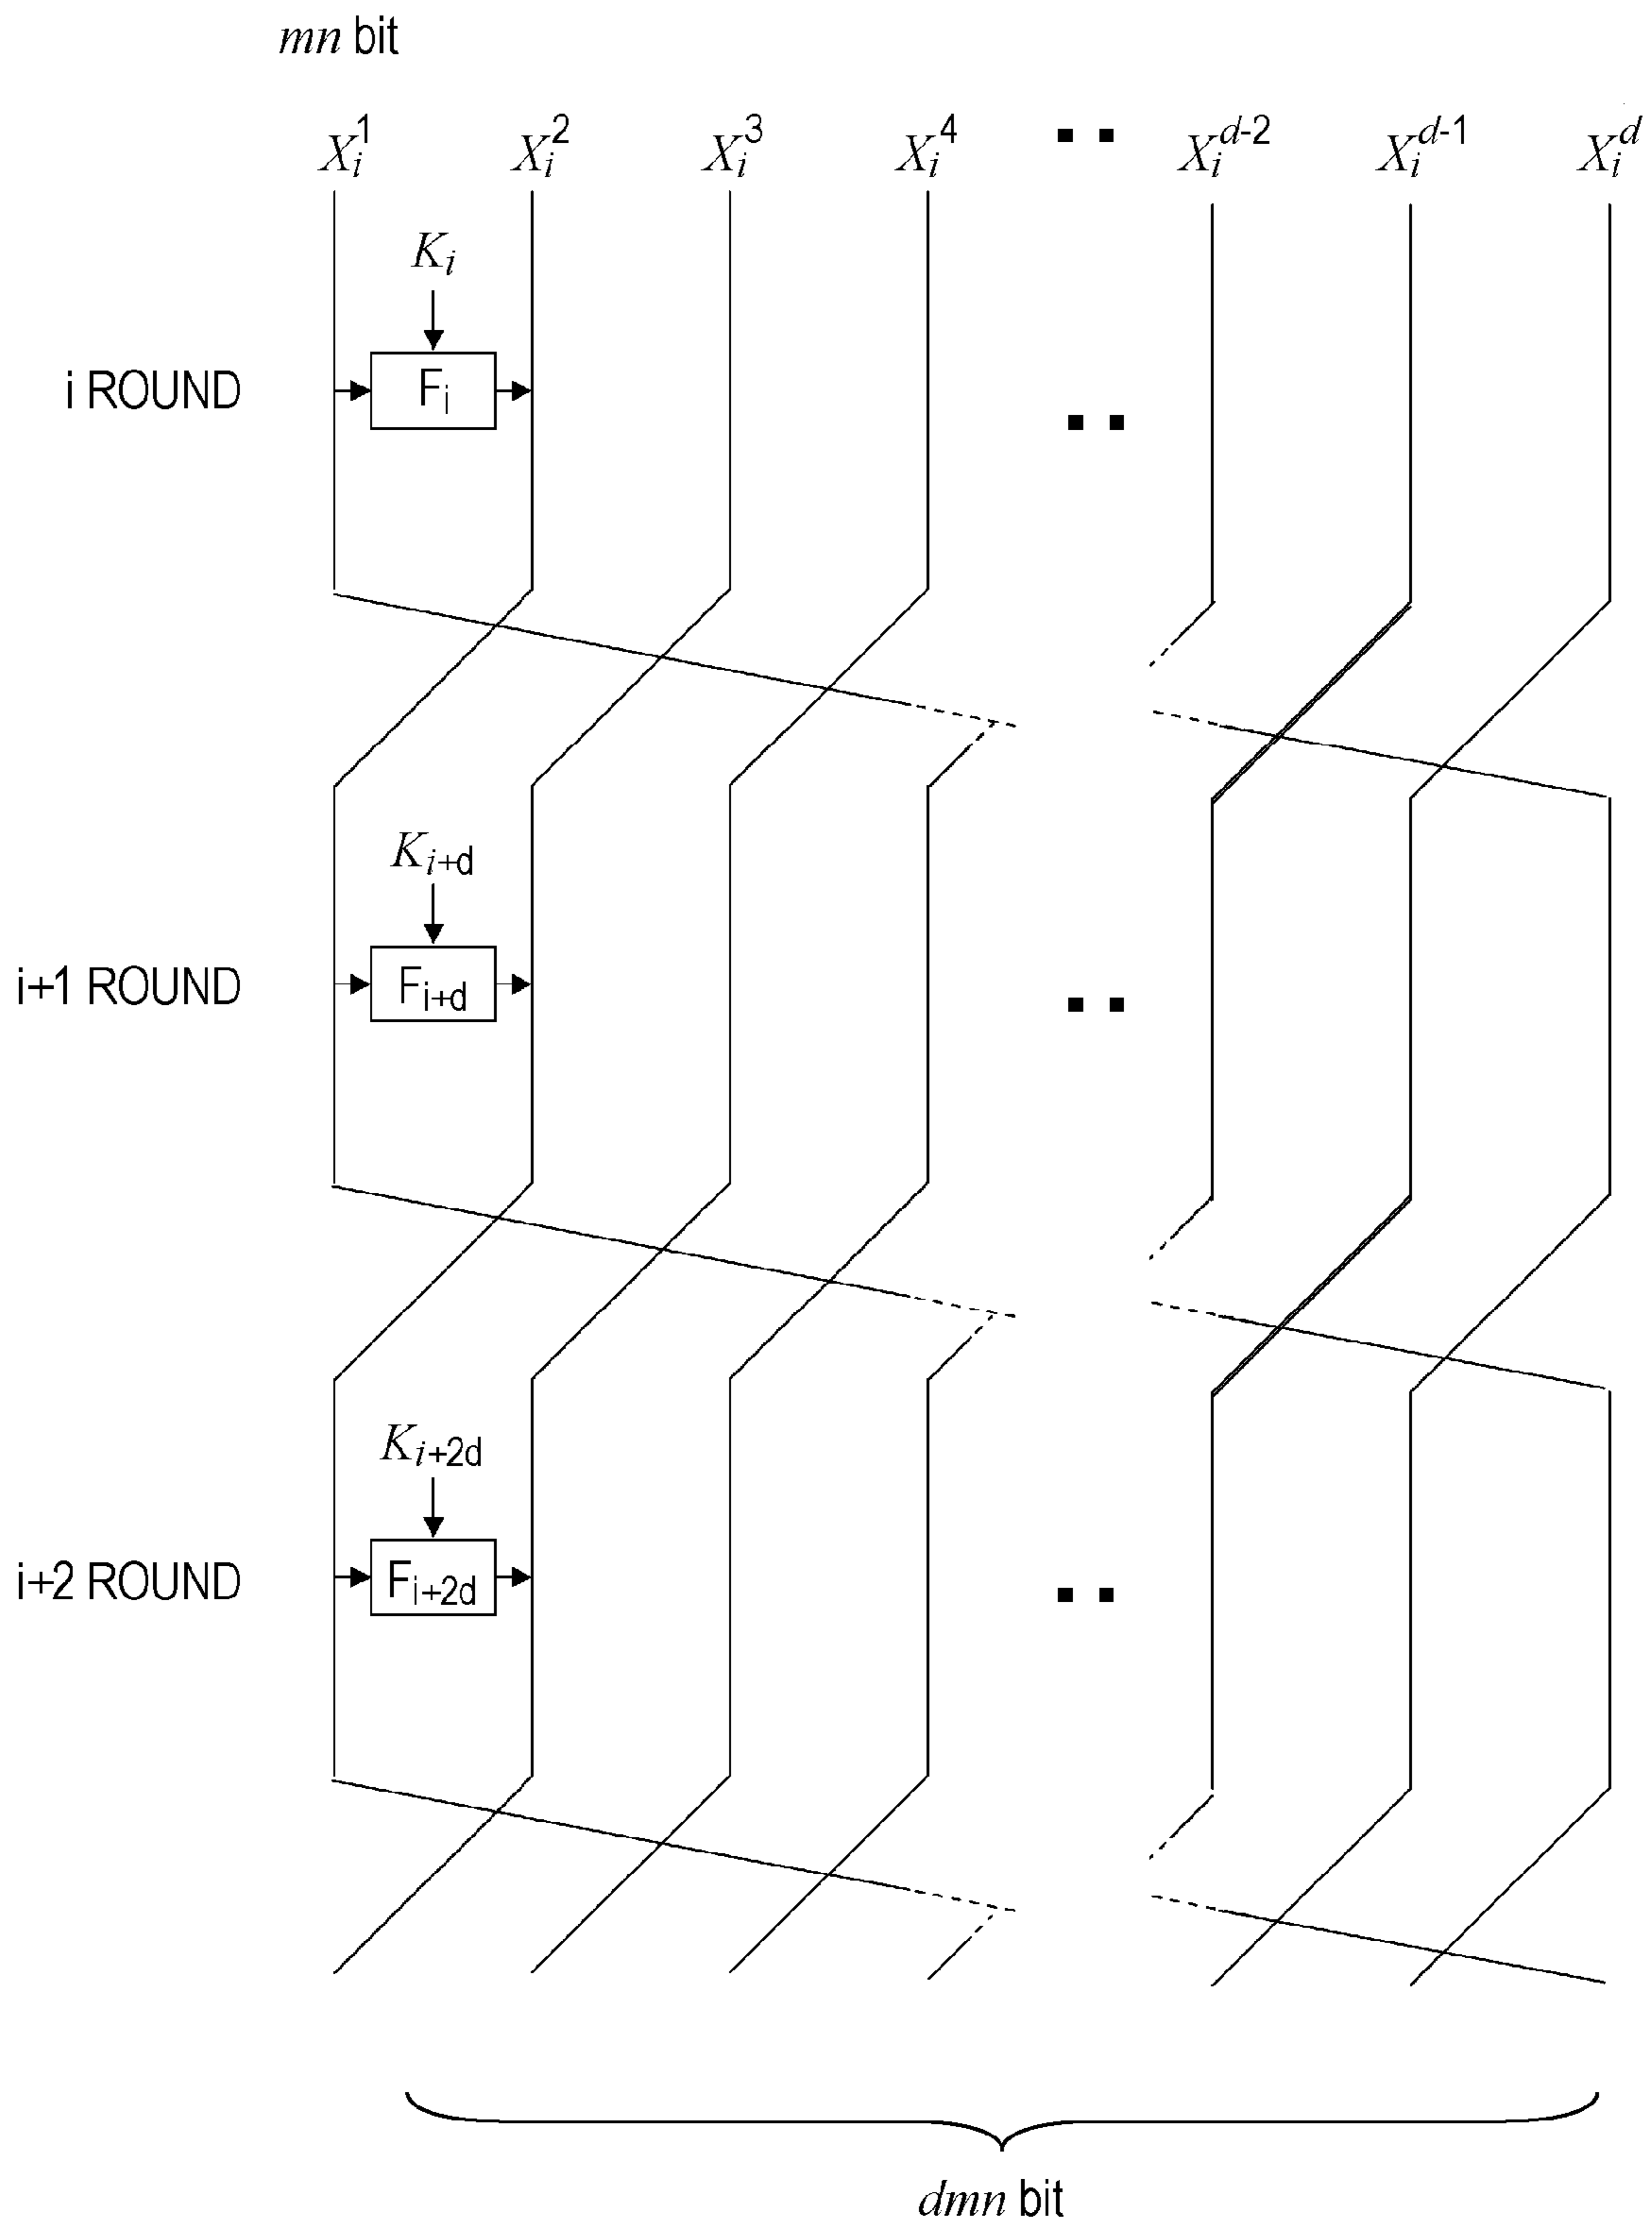 mn bit
X_i^1 X_i^2 X_i^3 X_i^4 ▪▪ X_i^{d-2} X_i^{d-1} X_i^d
K_i
i ROUND F_i ▪▪
K_{i+d}
i+1 ROUND F_{i+d} ▪▪
K_{i+2d}
i+2 ROUND F_{i+2d} ▪▪
dmn bit